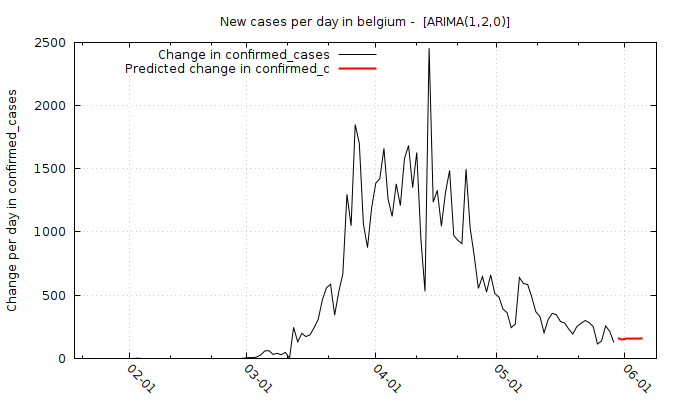 New cases per day in belgium -  [ARIMA(1,2,0)]
Change in confirmed_cases
Predicted change in confirmed_c
Change per day in confirmed_cases
2500
2000
1500
1000
500
0
02-01
03-01
04-01
05-01
06-01